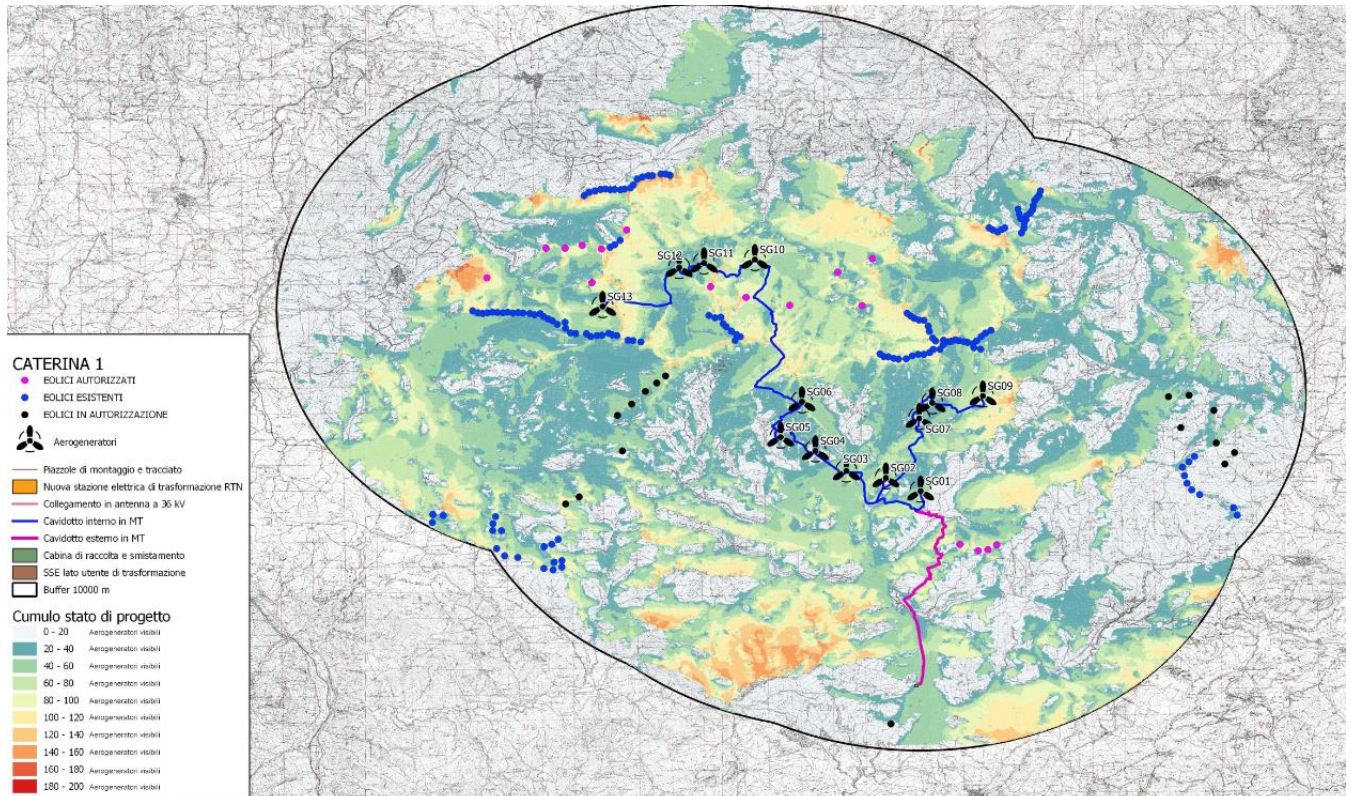 SG12
SG11
SG10
SG13
SG06
SG08
SG09
SG07
SG05
SG04
SG03
SG02
SG01
CATERINA 1
EOLICI AUTORIZZATI
EOLICI ESISTENTI
EOLICI IN AUTORIZZAZIONE
Aerogeneratori
Piazzole di montaggio e tracciato
Nuova stazione elettrica di trasformazione RTN
Collegamento in antenna a 36 kV
Cavidotto interno in MT
Cavidotto esterno in MT
Cabina di raccolta e smistamento
SSE lato utente di trasformazione
Buffer 10000 m
Cumulo stato di progetto
0 - 20 Aerogeneratori visibili
20 - 40 Aerogeneratori visibili
40 - 60 Aerogeneratori visibili
60 - 80 Aerogeneratori visibili
80 - 100 Aerogeneratori visibili
100 - 120 Aerogeneratori visibili
120 - 140 Aerogeneratori visibili
140 - 160 Aerogeneratori visibili
160 - 180 Aerogeneratori visibili
180 - 200 Aerogeneratori visibili